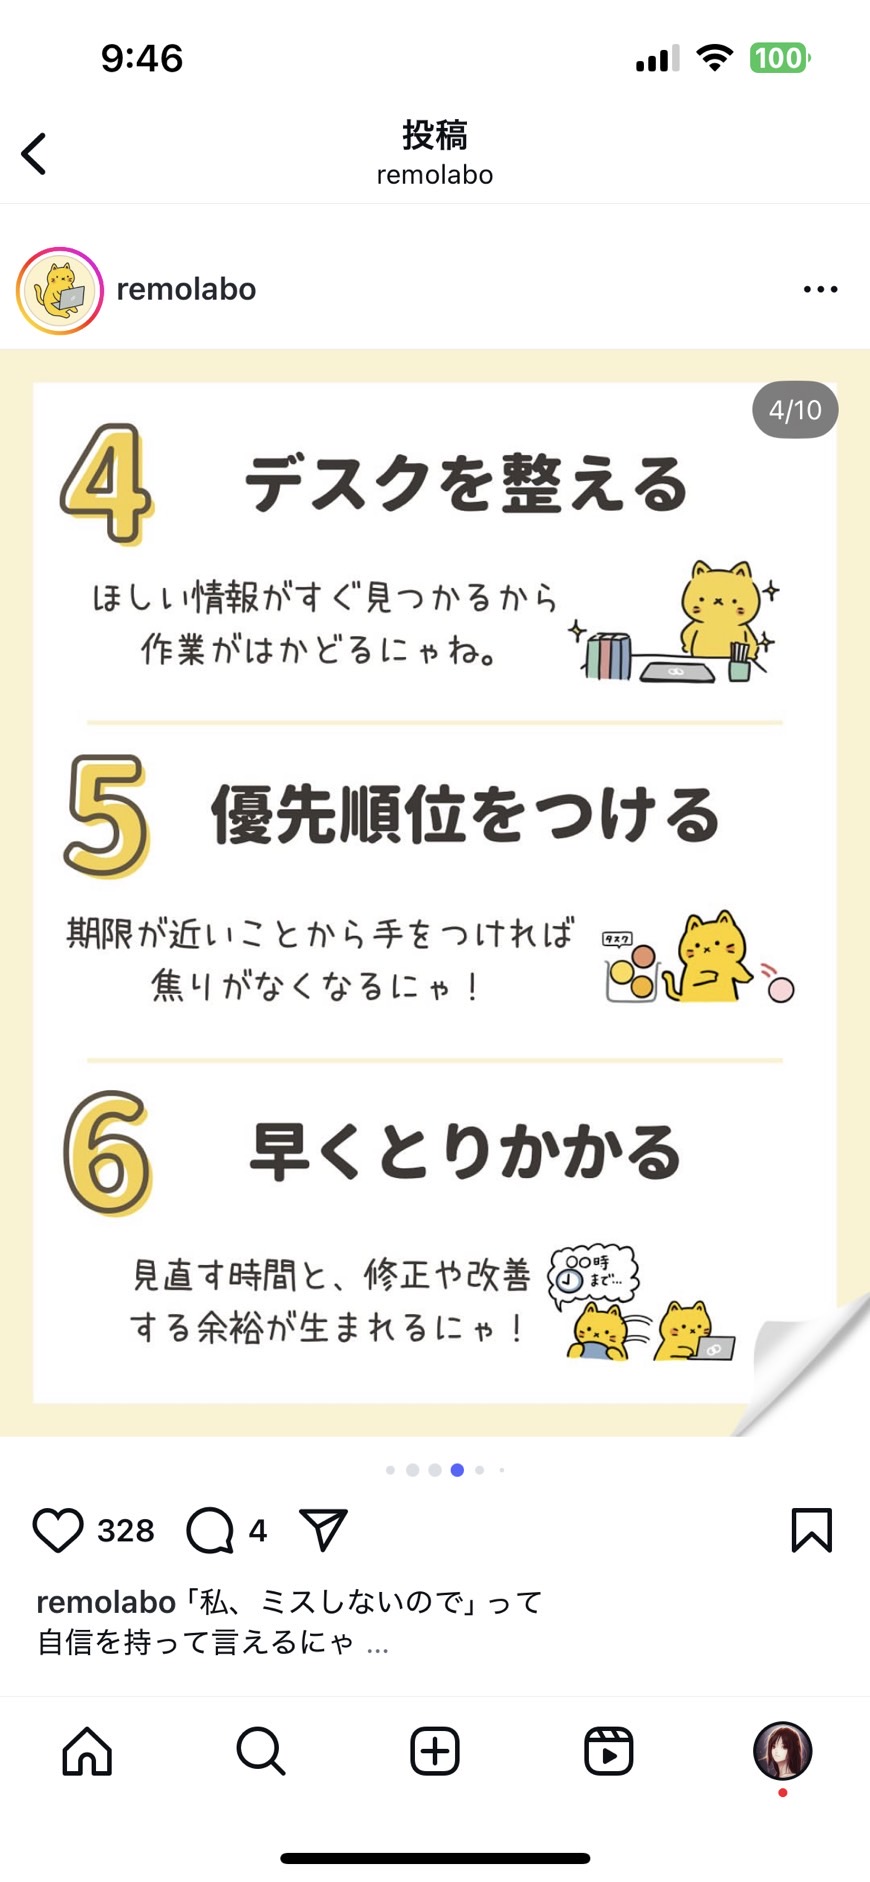 9:46
100
投稿
remolabo
remolabo
4/10
4 デスクを整える
ほしい情報がすぐ見つかるから
作業がはかどるにゃね。
5 優先順位をつける
期限が近いことから手をつければ
焦りがなくなるにゃ！
タスク
6 早くとりかかる
見直す時間と、修正や改善
する余裕が生まれるにゃ！
○○時
まで…
328
4
remolabo「私、ミスしないので」って
自信を持って言えるにゃ ...